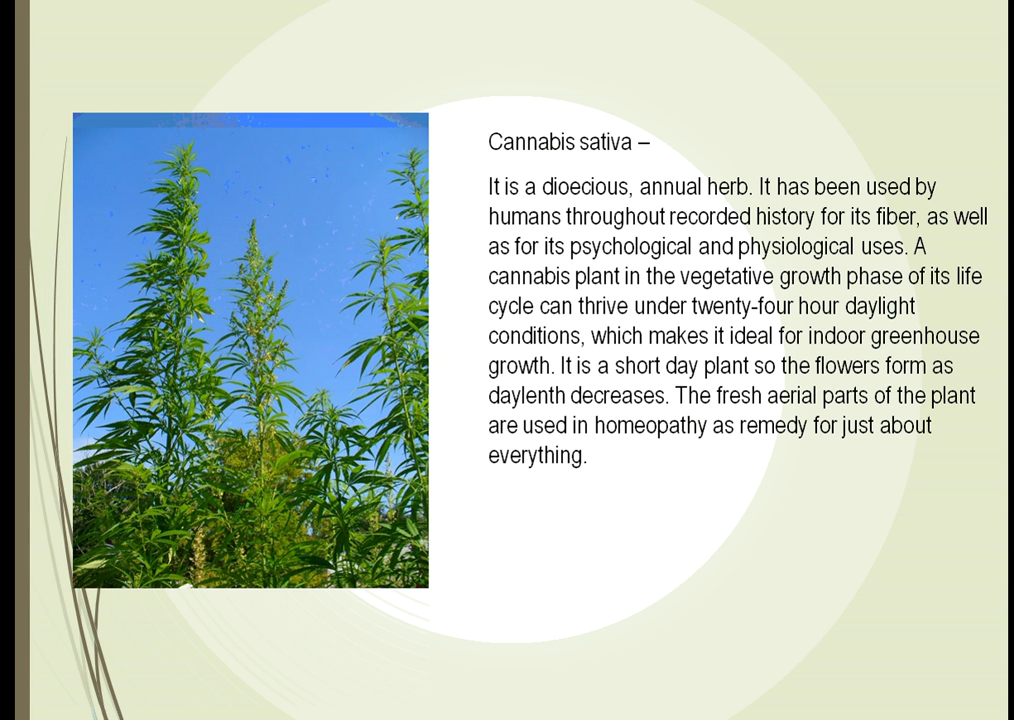 Cannabis sativa –
It is a dioecious, annual herb. It has been used by
humans throughout recorded history for its fiber, as well
as for its psychological and physiological uses. A
cannabis plant in the vegetative growth phase of its life
cycle can thrive under twenty-four hour daylight
conditions, which makes it ideal for indoor greenhouse
growth. It is a short day plant so the flowers form as
daylenth decreases. The fresh aerial parts of the plant
are used in homeopathy as remedy for just about
everything.